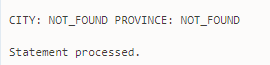 CITY: NOT_FOUND PROVINCE: NOT_FOUND
Statement processed.